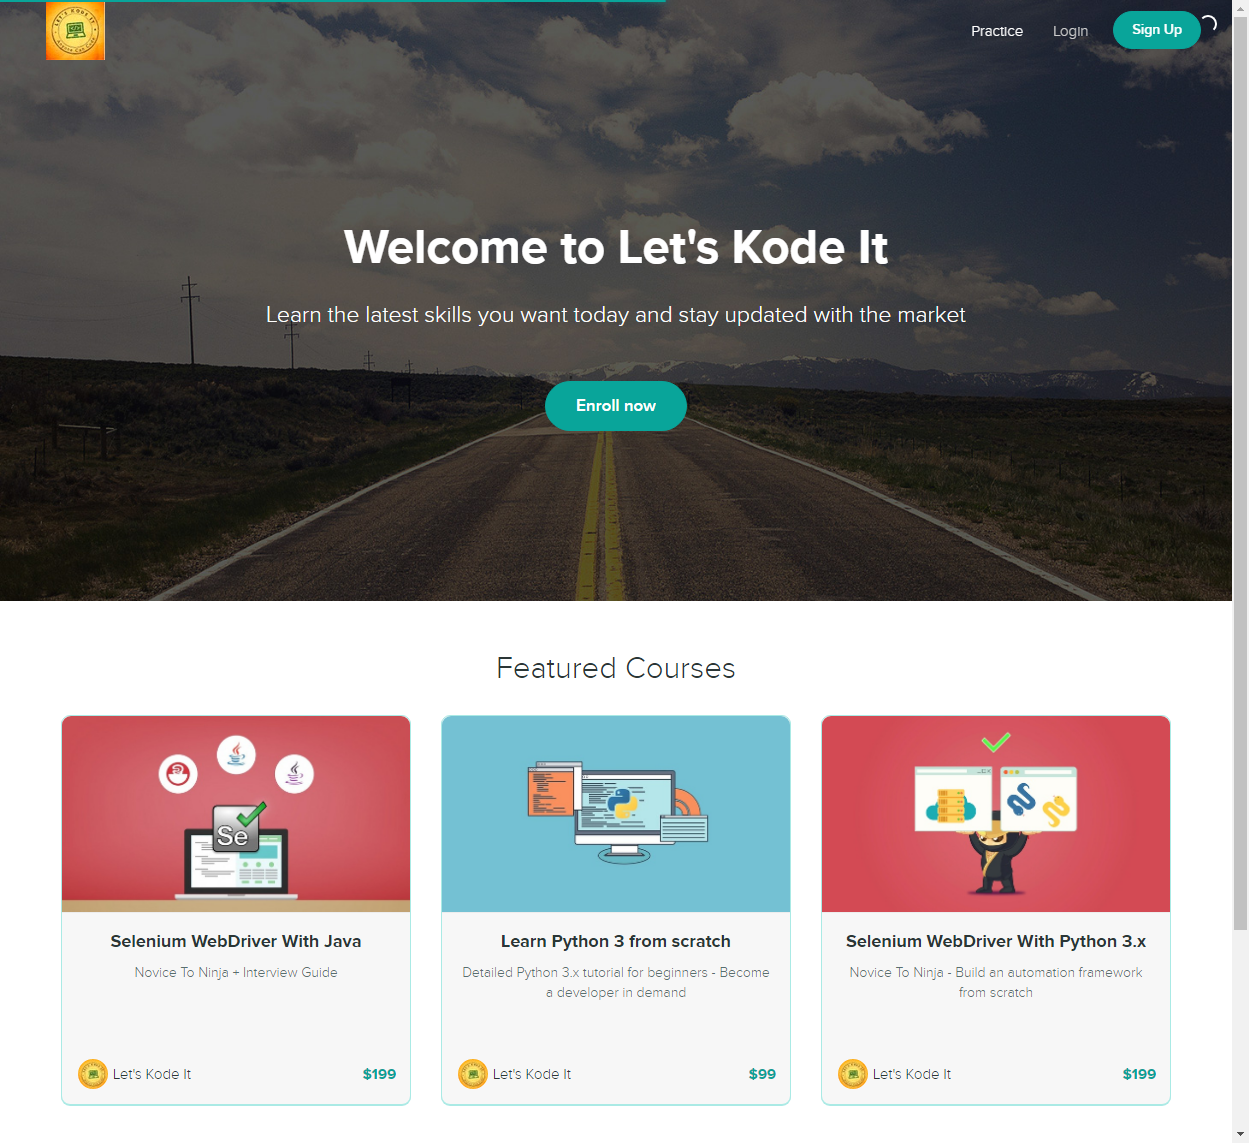 LET'S KODE IT
Practice
Login
Sign Up
Welcome to Let's Kode It
Learn the latest skills you want today and stay updated with the market
Enroll now
Featured Courses
Se
Selenium WebDriver With Java
Novice To Ninja + Interview Guide
Let's Kode It
$199
Learn Python 3 from scratch
Detailed Python 3.x tutorial for beginners - Become
a developer in demand
Let's Kode It
$99
Selenium WebDriver With Python 3.x
Novice To Ninja - Build an automation framework
from scratch
Let's Kode It
$199